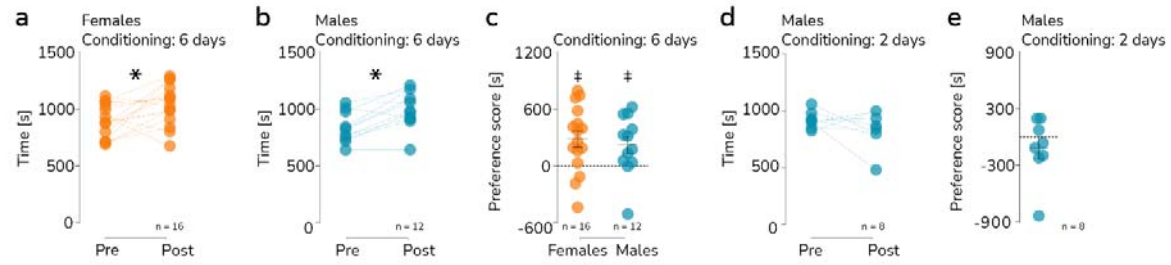 a
Females
Conditioning: 6 days
Time [s]
1500
1000
500
0
*
n = 16
Pre Post
b
Males
Conditioning: 6 days
Time [s]
1500
1000
500
0
*
n = 12
Pre Post
c
Conditioning: 6 days
Preference score [s]
1200
600
0
-600
‡ ‡
n = 16 n = 12
Females Males
d
Males
Conditioning: 2 days
Time [s]
1500
1000
500
0
n = 8
Pre Post
e
Males
Conditioning: 2 days
Preference score [s]
900
300
-300
-900
n = 8